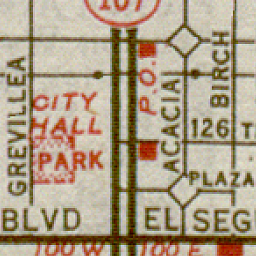 107
P.O.
BIRCH
GREVILLEA
ACACIA
CITY
HALL
PARK
126
PLAZA
BLVD
EL SEGU
100 W
100 E